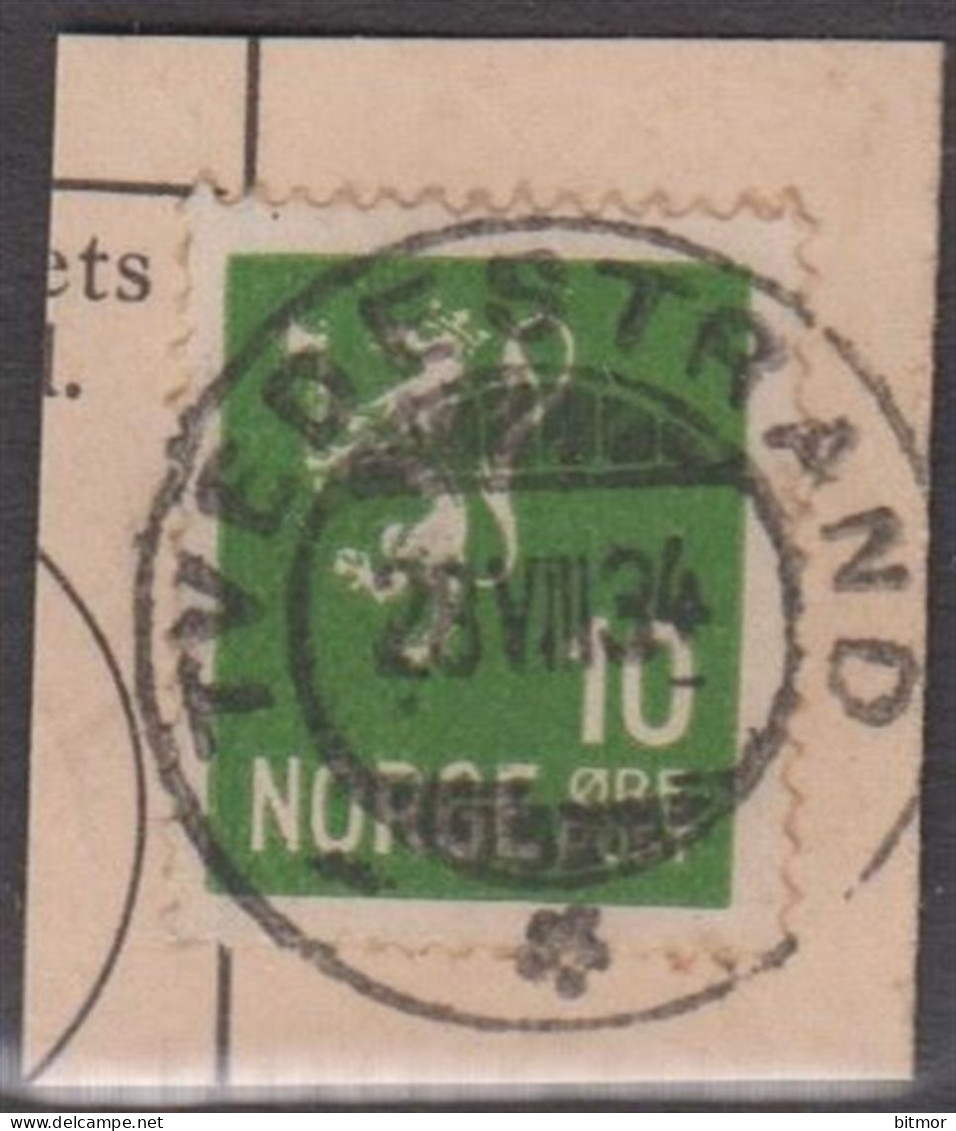 ets
l.
TVEDESTRAND
28 VIII 34
10
NORGE ØRE
POST
bitmor